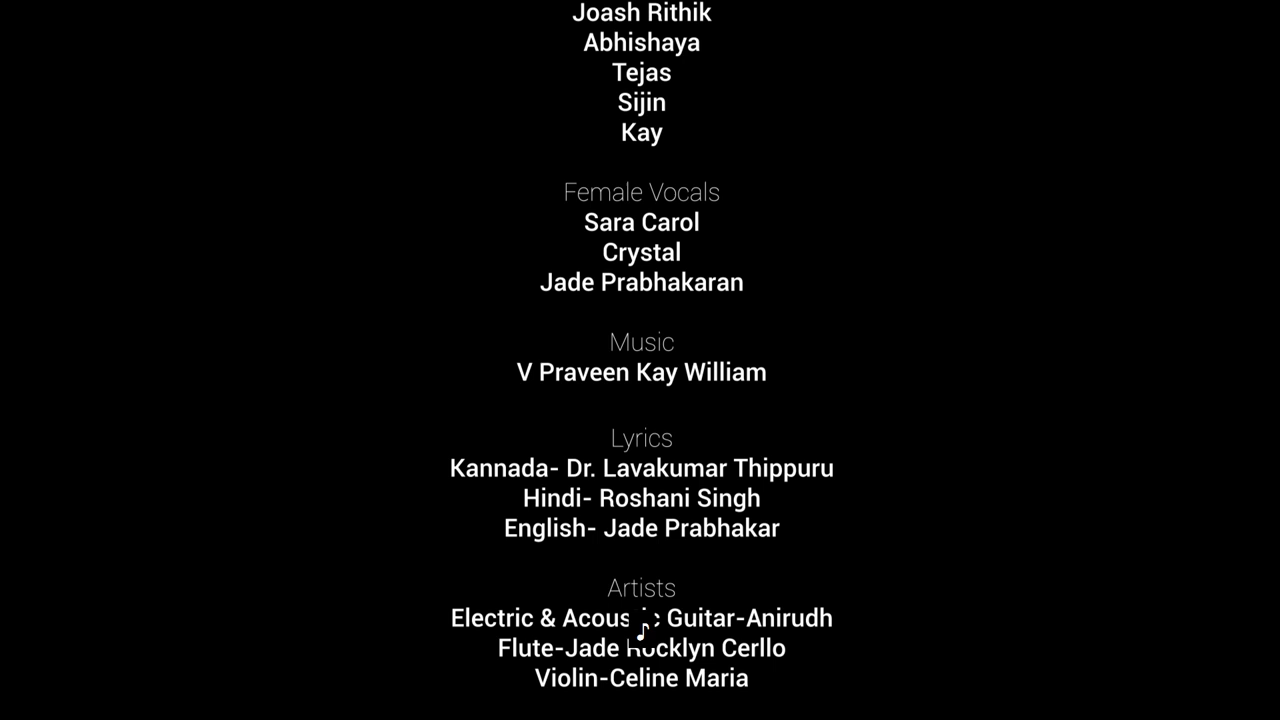 Joash Rithik
Abhishaya
Tejas
Sijin
Kay
Female Vocals
Sara Carol
Crystal
Jade Prabhakaran
Music
V Praveen Kay William
Lyrics
Kannada- Dr. Lavakumar Thippuru
Hindi- Roshani Singh
English- Jade Prabhakar
Artists
Electric & Acoustic Guitar-Anirudh
♪
Flute-Jade Rocklyn Cerllo
Violin-Celine Maria